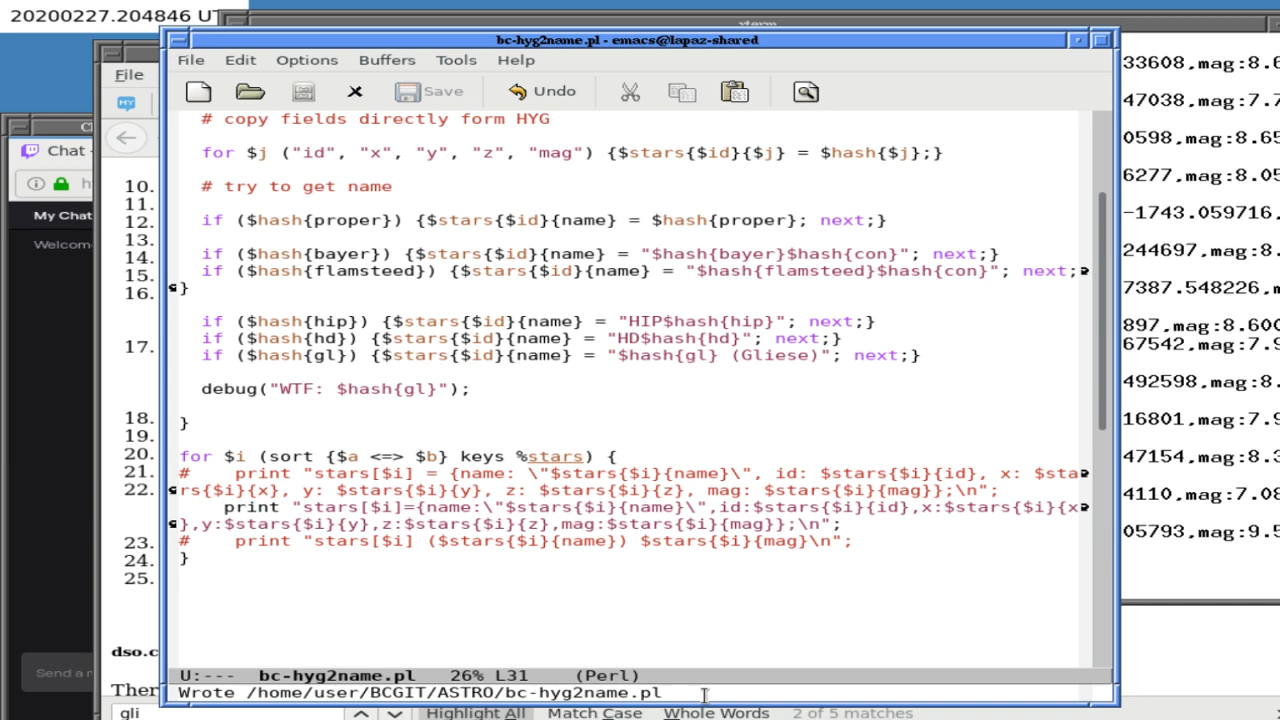 20200227.204846 UT
xterm
bc-hyg2name.pl - emacs@lapaz-shared
File Edit Options Buffers Tools Help
Save Undo
# copy fields directly form HYG
for $j ("id", "x", "y", "z", "mag") {$stars{$id}{$j} = $hash{$j};}
# try to get name
if ($hash{proper}) {$stars{$id}{name} = $hash{proper}; next;}
if ($hash{bayer}) {$stars{$id}{name} = "$hash{bayer}$hash{con}"; next;}
if ($hash{flamsteed}) {$stars{$id}{name} = "$hash{flamsteed}$hash{con}"; next;
}
if ($hash{hip}) {$stars{$id}{name} = "HIP$hash{hip}"; next;}
if ($hash{hd}) {$stars{$id}{name} = "HD$hash{hd}"; next;}
if ($hash{gl}) {$stars{$id}{name} = "$hash{gl} (Gliese)"; next;}
debug("WTF: $hash{gl}");
}
for $i (sort {$a <=> $b} keys %stars) {
#    print "stars[$i] = {name: \"$stars{$i}{name}\", id: $stars{$i}{id}, x: $sta
rs{$i}{x}, y: $stars{$i}{y}, z: $stars{$i}{z}, mag: $stars{$i}{mag}};\n";
print "stars[$i]={name:\"$stars{$i}{name}\",id:$stars{$i}{id},x:$stars{$i}{x
},y:$stars{$i}{y},z:$stars{$i}{z},mag:$stars{$i}{mag}};\n";
#    print "stars[$i] ($stars{$i}{name}) $stars{$i}{mag}\n";
}
U:--- bc-hyg2name.pl 26% L31 (Perl)
Wrote /home/user/BCGIT/ASTRO/bc-hyg2name.pl
File
Chat
My Chat
Welcom
Send a
10.
11.
12.
13.
14.
15.
16.
17.
18.
19.
20.
21.
22.
23.
24.
25.
dso.c
Ther
gli Highlight All Match Case Whole Words 2 of 5 matches
33608,mag:8.6
47038,mag:7.7
0598,mag:8.65
6277,mag:8.05
-1743.059716,
244697,mag:8.
7387.548226,m
897,mag:8.600
67542,mag:7.9
492598,mag:8.
16801,mag:7.9
47154,mag:8.3
4110,mag:7.08
05793,mag:9.5